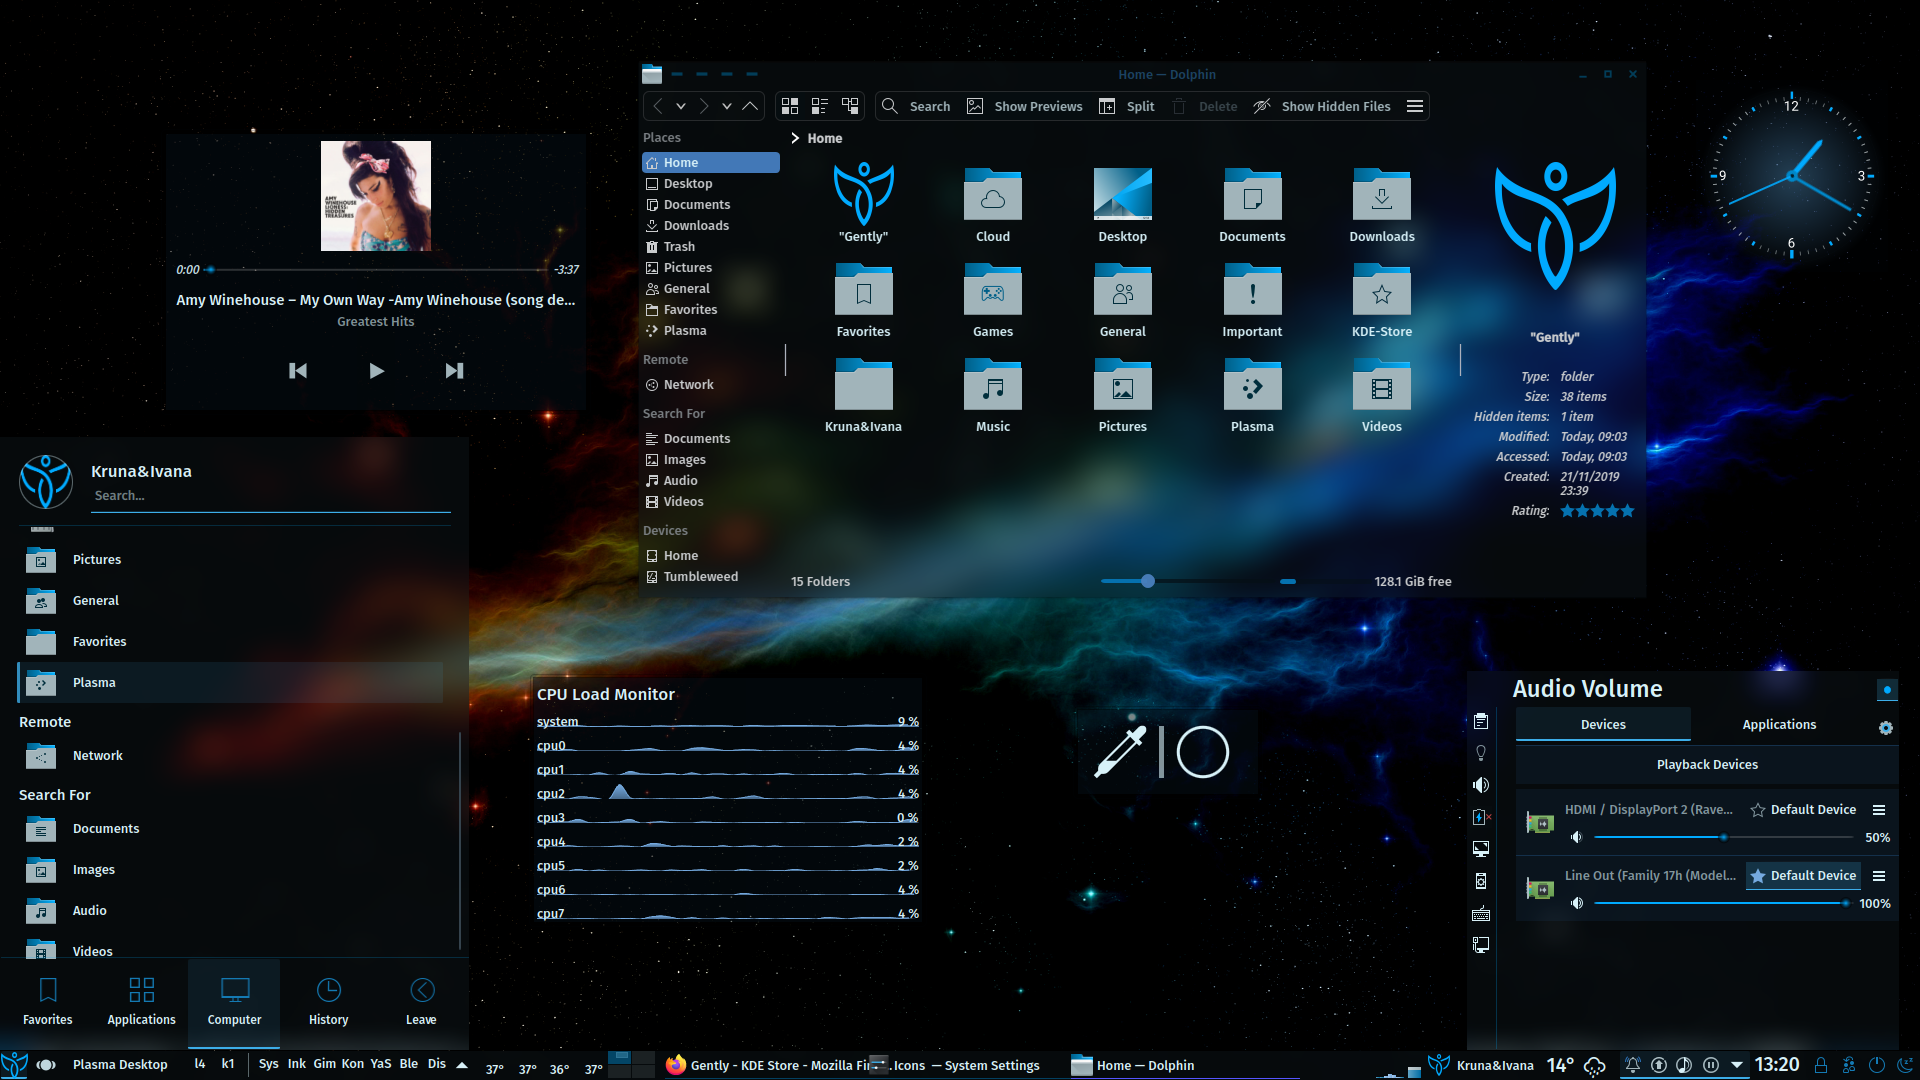 Home — Dolphin
Search
Show Previews
Split
Delete
Show Hidden Files
Places
Home
Desktop
Documents
Downloads
Trash
Pictures
General
Favorites
Plasma
Remote
Network
Search For
Documents
Images
Audio
Videos
Devices
Home
Tumbleweed
Home
"Gently"
Cloud
Desktop
Documents
Downloads
Favorites
Games
General
Important
KDE-Store
Kruna&Ivana
Music
Pictures
Plasma
Videos
15 Folders
128.1 GiB free
"Gently"
Type: folder
Size: 38 items
Hidden items: 1 item
Modified: Today, 09:03
Accessed: Today, 09:03
Created: 21/11/2019
23:39
Rating:
12
3
6
9
AMY
WINEHOUSE
LIONESS:
HIDDEN
TREASURES
0:00
-3:37
Amy Winehouse – My Own Way -Amy Winehouse (song de...
Greatest Hits
Kruna&Ivana
Search...
Pictures
General
Favorites
Plasma
Remote
Network
Search For
Documents
Images
Audio
Videos
Favorites
Applications
Computer
History
Leave
CPU Load Monitor
system 9 %
cpu0 4 %
cpu1 4 %
cpu2 4 %
cpu3 0 %
cpu4 2 %
cpu5 2 %
cpu6 4 %
cpu7 4 %
Audio Volume
Devices
Applications
Playback Devices
HDMI / DisplayPort 2 (Rave...
Default Device
50%
Line Out (Family 17h (Model...
Default Device
100%
Plasma Desktop
l4
k1
Sys
Ink
Gim
Kon
YaS
Ble
Dis
37°
37°
36°
37°
Gently - KDE Store - Mozilla Fi...
Icons — System Settings
Home — Dolphin
Kruna&Ivana
14°
13:20